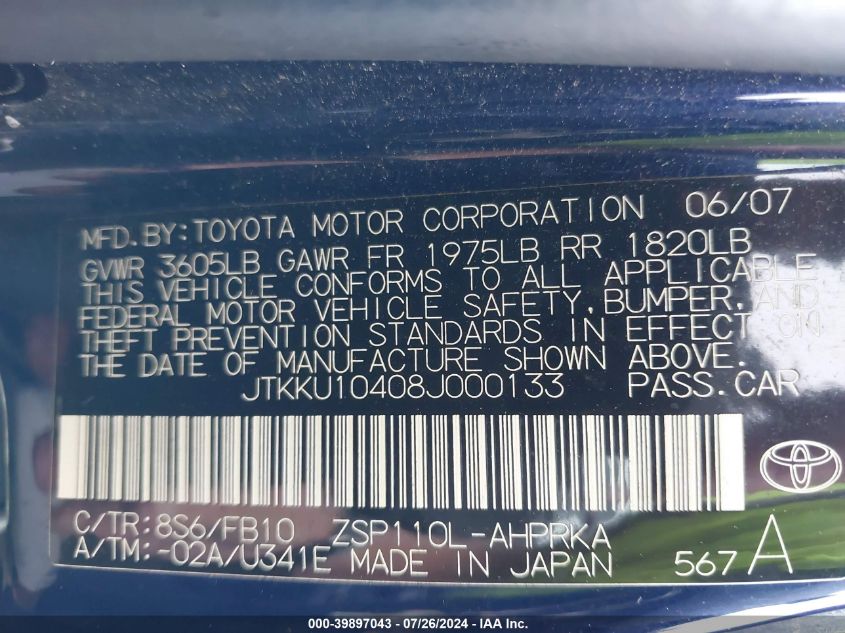 MFD.BY:TOYOTA MOTOR CORPORATION 06/07
GVWR 3605LB GAWR FR 1975LB RR 1820LB
THIS VEHICLE CONFORMS TO ALL APPLICABLE
FEDERAL MOTOR VEHICLE SAFETY,BUMPER,AND
THEFT PREVENTION STANDARDS IN EFFECT ON
THE DATE OF MANUFACTURE SHOWN ABOVE.
JTKKU10408J000133 PASS.CAR
C/TR:8S6/FB10 ZSP110L-AHPRKA
A/TM:-02A/U341E MADE IN JAPAN 567A
000-39897043 - 07/26/2024 - IAA Inc.